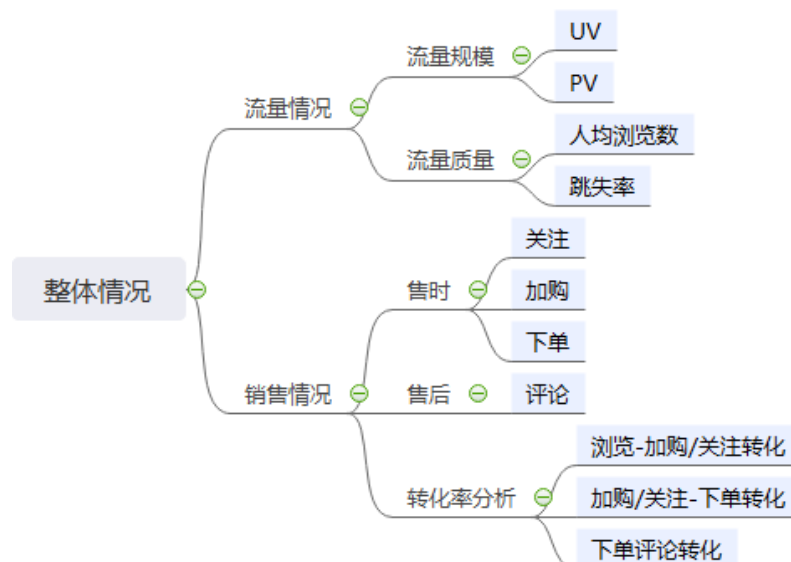 整体情况
流量情况
流量规模
UV
PV
流量质量
人均浏览数
跳失率
销售情况
售时
关注
加购
下单
售后
评论
转化率分析
浏览-加购/关注转化
加购/关注-下单转化
下单评论转化